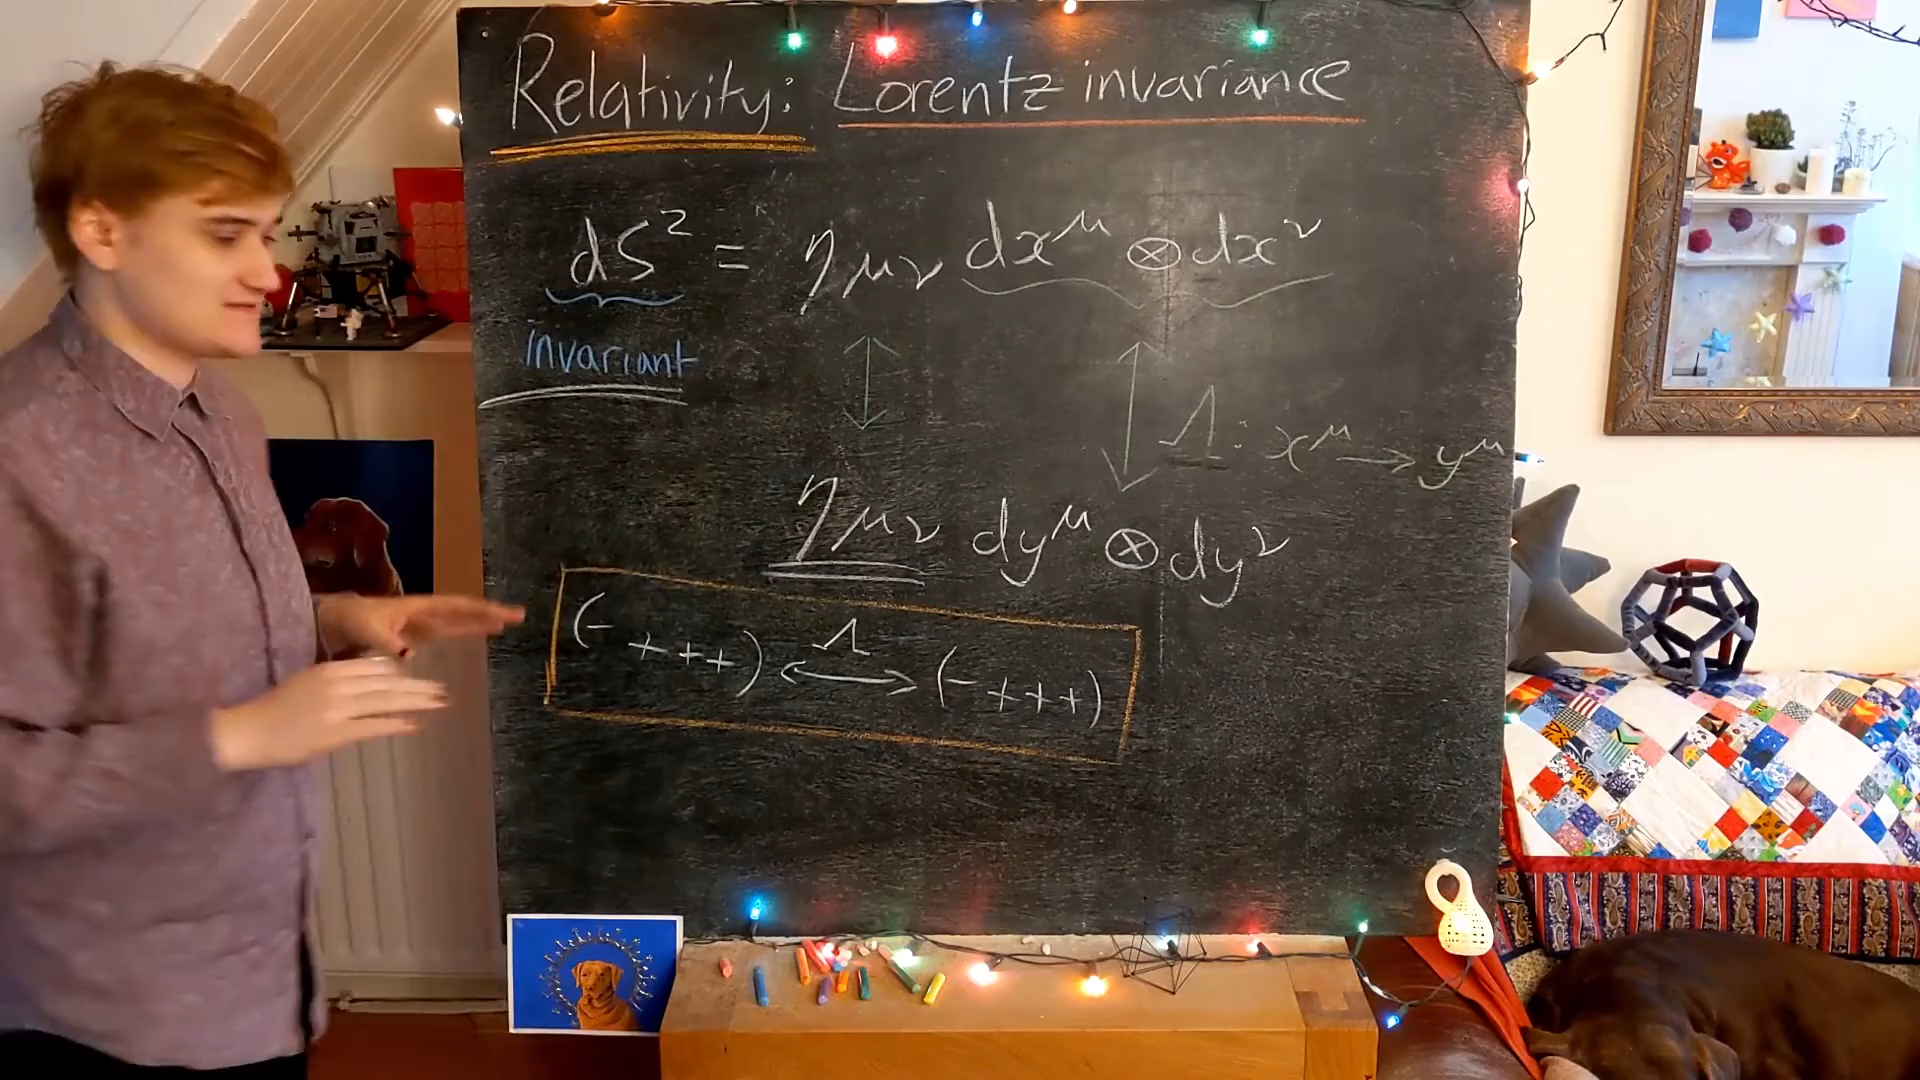 Relativity: Lorentz invariance
dS² = η_μν dx^μ ⊗ dx^ν
invariant
Λ: x^μ → y^μ
η_μν dy^μ ⊗ dy^ν
(- + + +) ⟷^Λ (- + + +)